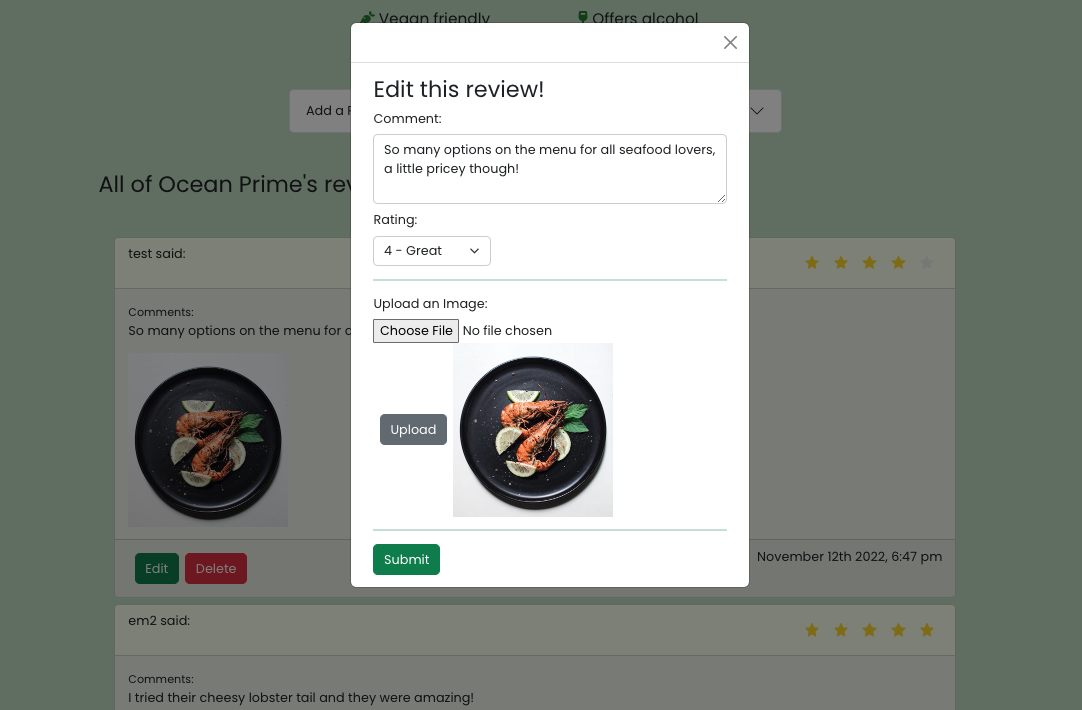 Vegan friendly
Offers alcohol
Add a
All of Ocean Prime's
Edit this review!
Comment:
So many options on the menu for all seafood lovers,
a little pricey though!
Rating:
4 - Great
Upload an Image:
Choose File No file chosen
Upload
Submit
test said:
Comments:
So many options on the menu for
Edit
Delete
November 12th 2022, 6:47 pm
em2 said:
Comments:
I tried their cheesy lobster tail and they were amazing!